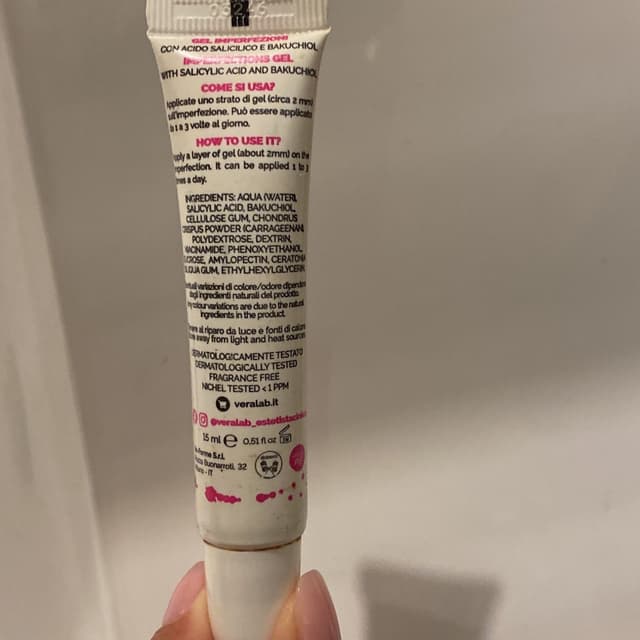 GEL IMPERFEZIONI
CON ACIDO SALICILICO E BAKUCHIOL
IMPERFECTIONS GEL
WITH SALICYLIC ACID AND BAKUCHIOL
COME SI USA?
Applicate uno strato di gel (circa 2 mm)
sull'imperfezione. Può essere applicato
da 1 a 3 volte al giorno.
HOW TO USE IT?
Apply a layer of gel (about 2mm) on the
imperfection. It can be applied 1 to 3
times a day.
INGREDIENTS: AQUA (WATER),
SALICYLIC ACID, BAKUCHIOL,
CELLULOSE GUM, CHONDRUS
CRISPUS POWDER (CARRAGEENAN),
POLYDEXTROSE, DEXTRIN,
NIACINAMIDE, PHENOXYETHANOL,
SUCROSE, AMYLOPECTIN, CERATONIA
SILIQUA GUM, ETHYLHEXYLGLYCERIN
variazioni di colore/odore
degli ingredienti naturali del prodotto.
colour variations are due to the natural
ingredients in the product.
al riparo da luce e fonti di calore
away from light and heat sources
DERMATOLOGICAMENTE TESTATO
DERMATOLOGICALLY TESTED
FRAGRANCE FREE
NICHEL TESTED <1 PPM
veralab.it
@veralab_estetistacinica
15 ml e 0.51 fl oz
S.r.l.
Buonarroti, 32
- IT